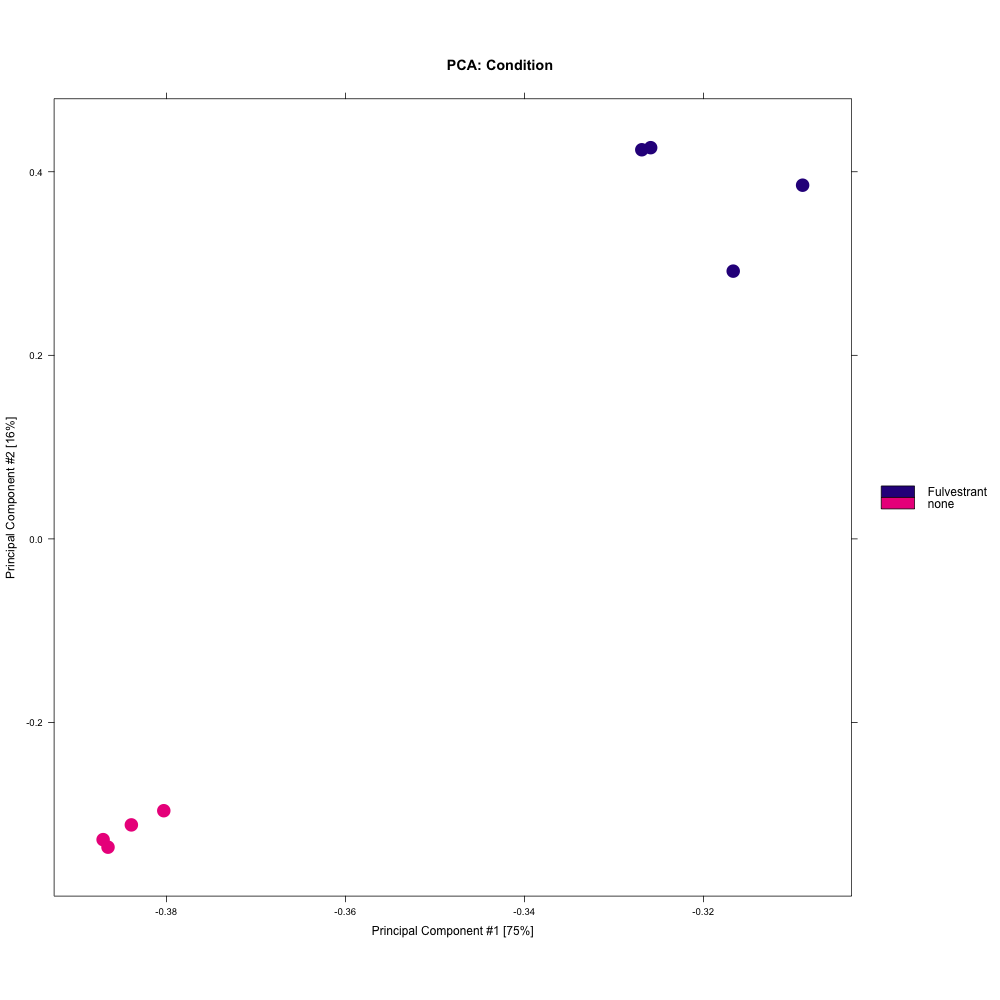 PCA: Condition
0.4
0.2
0.0
-0.2
Principal Component #2 [16%]
-0.38
-0.36
-0.34
-0.32
Principal Component #1 [75%]
Fulvestrant
none